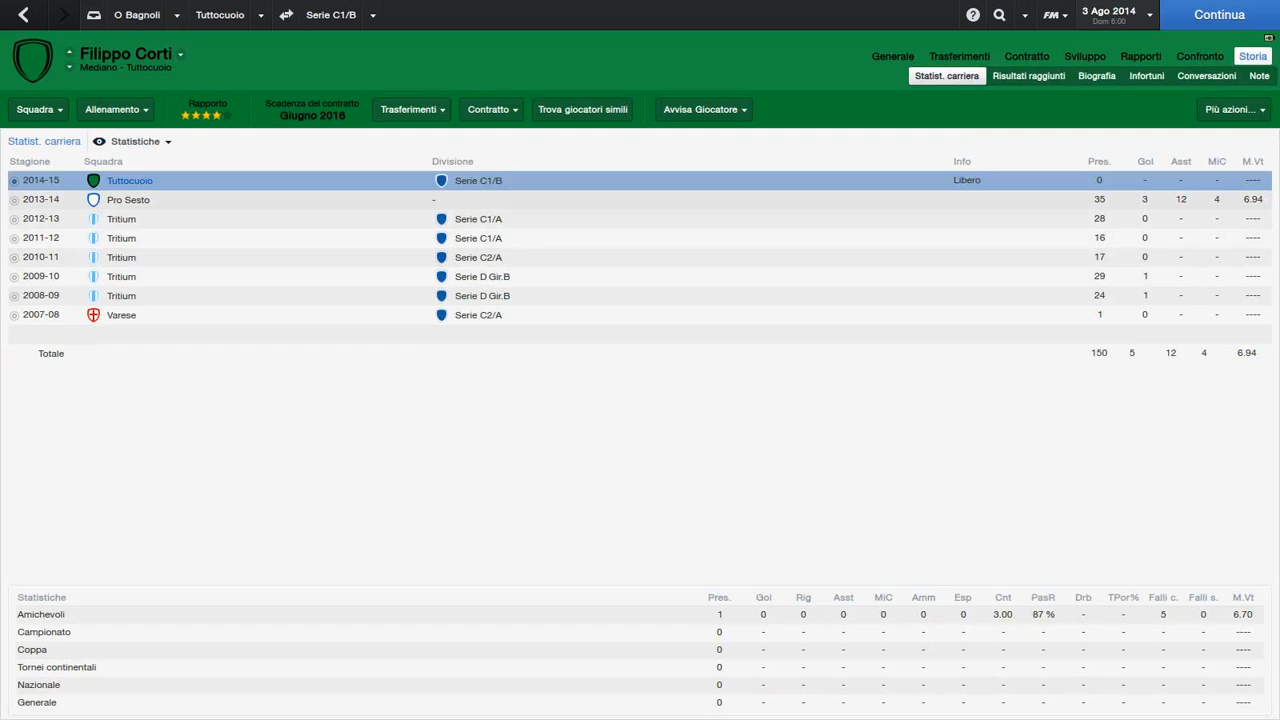 O Bagnoli Tuttocuoio Serie C1/B FM 3 Ago 2014 Dom 6:00 Continua
Filippo Corti
Mediano - Tuttocuoio
Generale Trasferimenti Contratto Sviluppo Rapporti Confronto Storia
Statist. carriera Risultati raggiunti Biografia Infortuni Conversazioni Note
Squadra Allenamento Rapporto Scadenza del contratto Giugno 2016 Trasferimenti Contratto Trova giocatori simili Avvisa Giocatore Più azioni...
Statist. carriera Statistiche
Stagione Squadra Divisione Info Pres. Gol Asst MiC M.Vt
2014-15 Tuttocuoio Serie C1/B Libero 0 - - - ----
2013-14 Pro Sesto - 35 3 12 4 6.94
2012-13 Tritium Serie C1/A 28 0 - - ----
2011-12 Tritium Serie C1/A 16 0 - - ----
2010-11 Tritium Serie C2/A 17 0 - - ----
2009-10 Tritium Serie D Gir.B 29 1 - - ----
2008-09 Tritium Serie D Gir.B 24 1 - - ----
2007-08 Varese Serie C2/A 1 0 - - ----
Totale 150 5 12 4 6.94
Statistiche Pres. Gol Rig Asst MiC Amm Esp Cnt PasR Drb TPor% Falli c. Falli s. M.Vt
Amichevoli 1 0 0 0 0 0 0 3.00 87 % - - 5 0 6.70
Campionato 0 - - - - - - - - - - - - ----
Coppa 0 - - - - - - - - - - - - ----
Tornei continentali 0 - - - - - - - - - - - - ----
Nazionale 0 - - - - - - - - - - - - ----
Generale 0 - - - - - - - - - - - - ----